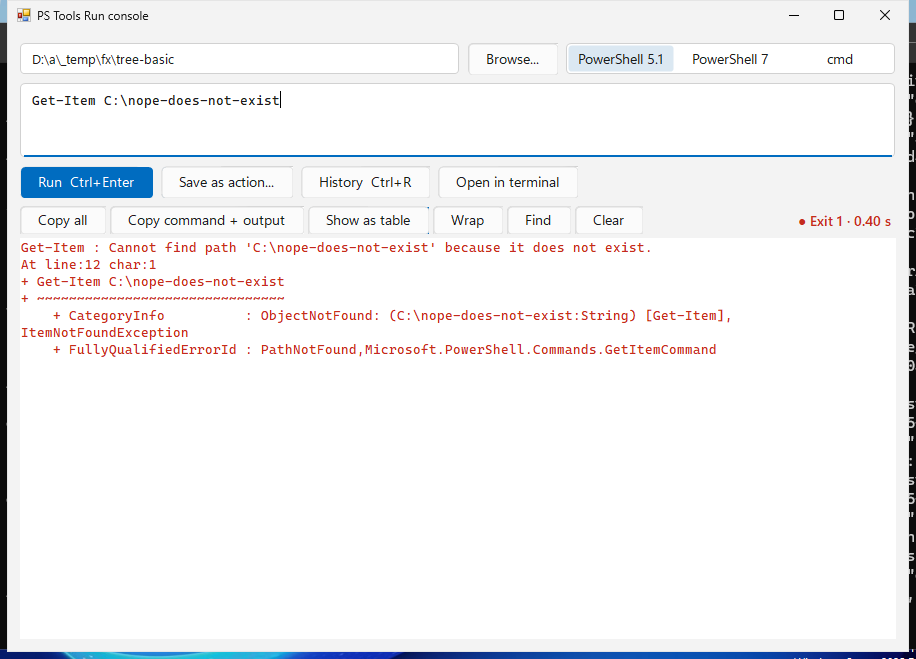 PS Tools Run console
D:\a\_temp\fx\tree-basic
Browse...
PowerShell 5.1
PowerShell 7
cmd
Get-Item C:\nope-does-not-exist
Run Ctrl+Enter
Save as action...
History Ctrl+R
Open in terminal
Copy all
Copy command + output
Show as table
Wrap
Find
Clear
● Exit 1 · 0.40 s
Get-Item : Cannot find path 'C:\nope-does-not-exist' because it does not exist.
At line:12 char:1
+ Get-Item C:\nope-does-not-exist
+ ~~~~~~~~~~~~~~~~~~~~~~~~~~~~~~~
    + CategoryInfo          : ObjectNotFound: (C:\nope-does-not-exist:String) [Get-Item],
ItemNotFoundException
    + FullyQualifiedErrorId : PathNotFound,Microsoft.PowerShell.Commands.GetItemCommand